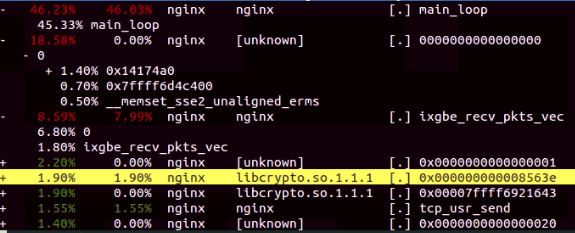 - 46.23% 46.03% nginx nginx [.] main_loop
45.33% main_loop
- 18.58% 0.00% nginx [unknown] [.] 0000000000000000
- 0
+ 1.40% 0x14174a0
0.70% 0x7ffff6d4c400
0.50% __memset_sse2_unaligned_erms
- 8.59% 7.99% nginx nginx [.] ixgbe_recv_pkts_vec
6.80% 0
1.80% ixgbe_recv_pkts_vec
+ 2.20% 0.00% nginx [unknown] [.] 0x0000000000000001
+ 1.90% 1.90% nginx libcrypto.so.1.1.1 [.] 0x000000000008563e
+ 1.90% 0.00% nginx libcrypto.so.1.1.1 [.] 0x00007ffff6921643
+ 1.55% 1.55% nginx nginx [.] tcp_usr_send
+ 1.40% 0.00% nginx [unknown] [.] 0x0000000000000020